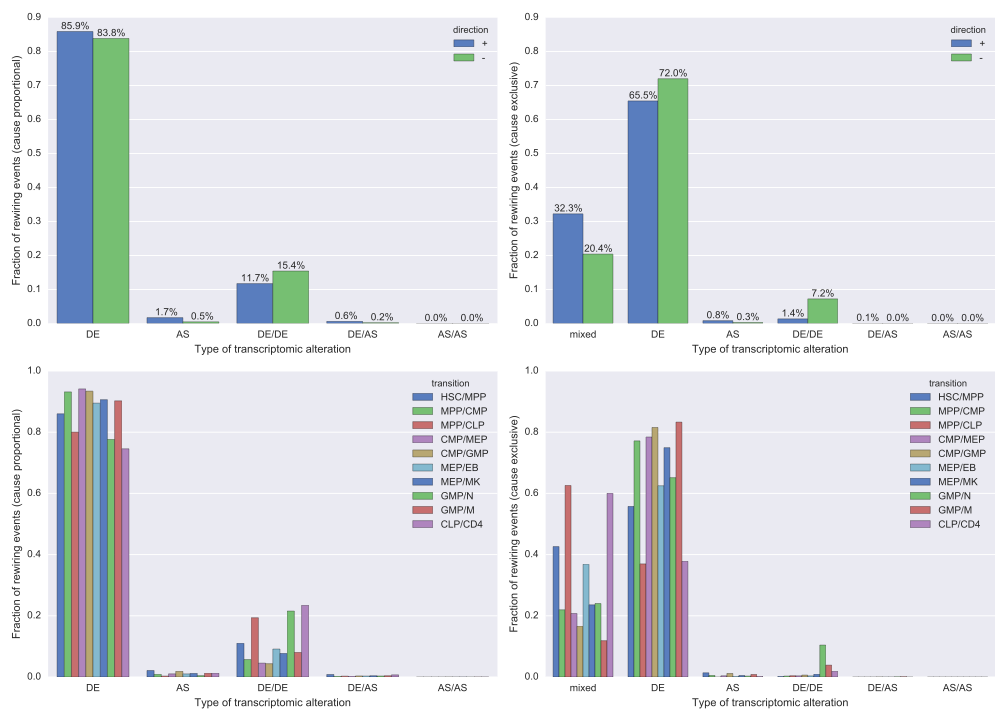 Fraction of rewiring events (cause proportional)
0.9
0.8
0.7
0.6
0.5
0.4
0.3
0.2
0.1
0.0
85.9%
83.8%
1.7%
0.5%
11.7%
15.4%
0.6%
0.2%
0.0%
0.0%
direction
+
-
DE
AS
DE/DE
DE/AS
AS/AS
Type of transcriptomic alteration
Fraction of rewiring events (cause exclusive)
0.9
0.8
0.7
0.6
0.5
0.4
0.3
0.2
0.1
0.0
32.3%
20.4%
65.5%
72.0%
0.8%
0.3%
1.4%
7.2%
0.1%
0.0%
0.0%
0.0%
direction
+
-
mixed
DE
AS
DE/DE
DE/AS
AS/AS
Type of transcriptomic alteration
Fraction of rewiring events (cause proportional)
1.0
0.8
0.6
0.4
0.2
0.0
transition
HSC/MPP
MPP/CMP
MPP/CLP
CMP/MEP
CMP/GMP
MEP/EB
MEP/MK
GMP/N
GMP/M
CLP/CD4
DE
AS
DE/DE
DE/AS
AS/AS
Type of transcriptomic alteration
Fraction of rewiring events (cause exclusive)
1.0
0.8
0.6
0.4
0.2
0.0
transition
HSC/MPP
MPP/CMP
MPP/CLP
CMP/MEP
CMP/GMP
MEP/EB
MEP/MK
GMP/N
GMP/M
CLP/CD4
mixed
DE
AS
DE/DE
DE/AS
AS/AS
Type of transcriptomic alteration